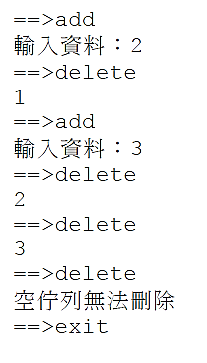 ==>add
輸入資料：2
==>delete
1
==>add
輸入資料：3
==>delete
2
==>delete
3
==>delete
空佇列無法刪除
==>exit